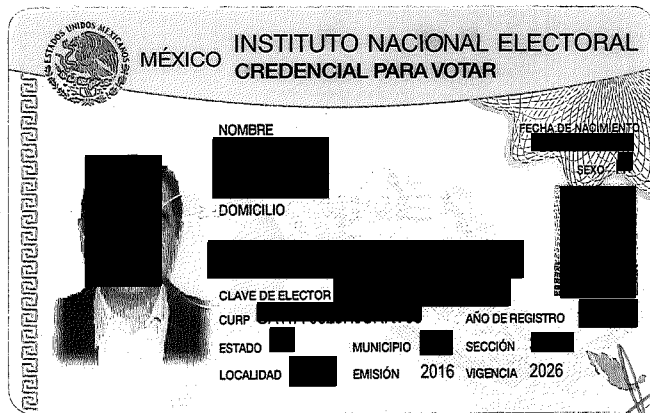 ESTADOS UNIDOS MEXICANOS
MÉXICO
INSTITUTO NACIONAL ELECTORAL
CREDENCIAL PARA VOTAR
NOMBRE
FECHA DE NACIMIENTO
SEXO
DOMICILIO
CLAVE DE ELECTOR
CURP
AÑO DE REGISTRO
ESTADO MUNICIPIO SECCIÓN
LOCALIDAD EMISIÓN 2016 VIGENCIA 2026